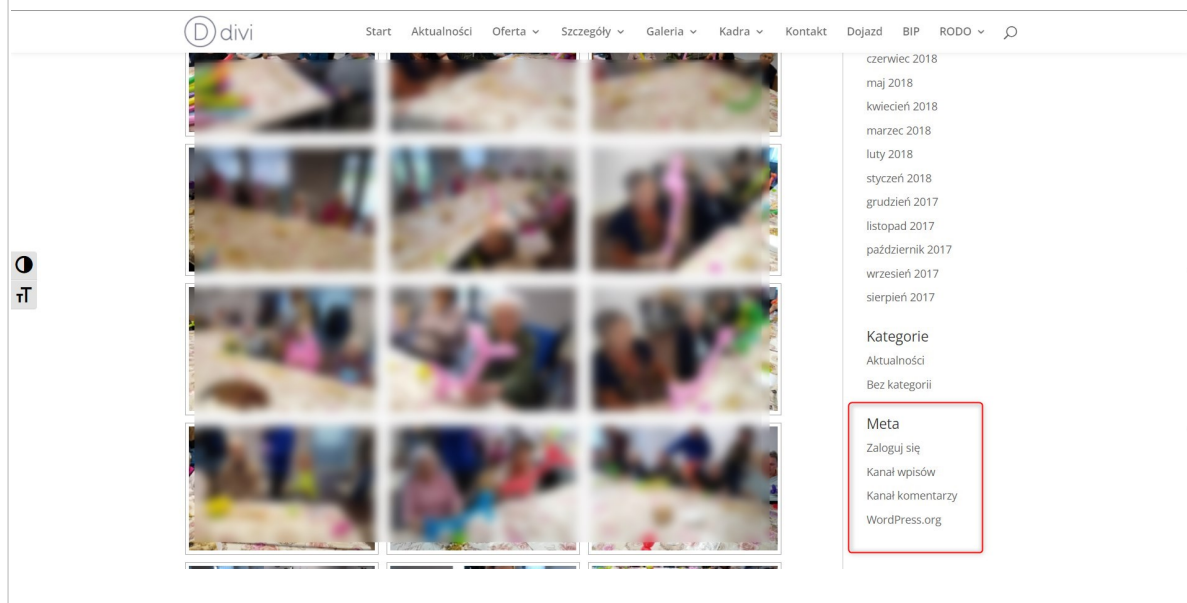 D divi
Start Aktualności Oferta Szczegóły Galeria Kadra Kontakt Dojazd BIP RODO
czerwiec 2018
maj 2018
kwiecień 2018
marzec 2018
luty 2018
styczeń 2018
grudzień 2017
listopad 2017
październik 2017
wrzesień 2017
sierpień 2017
Kategorie
Aktualności
Bez kategorii
Meta
Zaloguj się
Kanał wpisów
Kanał komentarzy
WordPress.org
TT